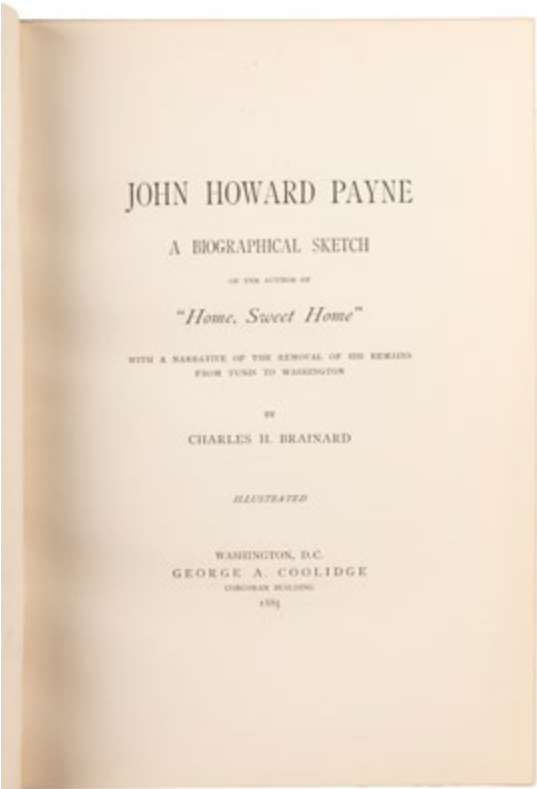 JOHN HOWARD PAYNE
A BIOGRAPHICAL SKETCH
OF THE AUTHOR OF
"Home, Sweet Home"
WITH A NARRATIVE OF THE REMOVAL OF HIS REMAINS
FROM TUNIS TO WASHINGTON
BY
CHARLES H. BRAINARD
ILLUSTRATED
WASHINGTON, D.C.
GEORGE A. COOLIDGE
CORCORAN BUILDING
1885